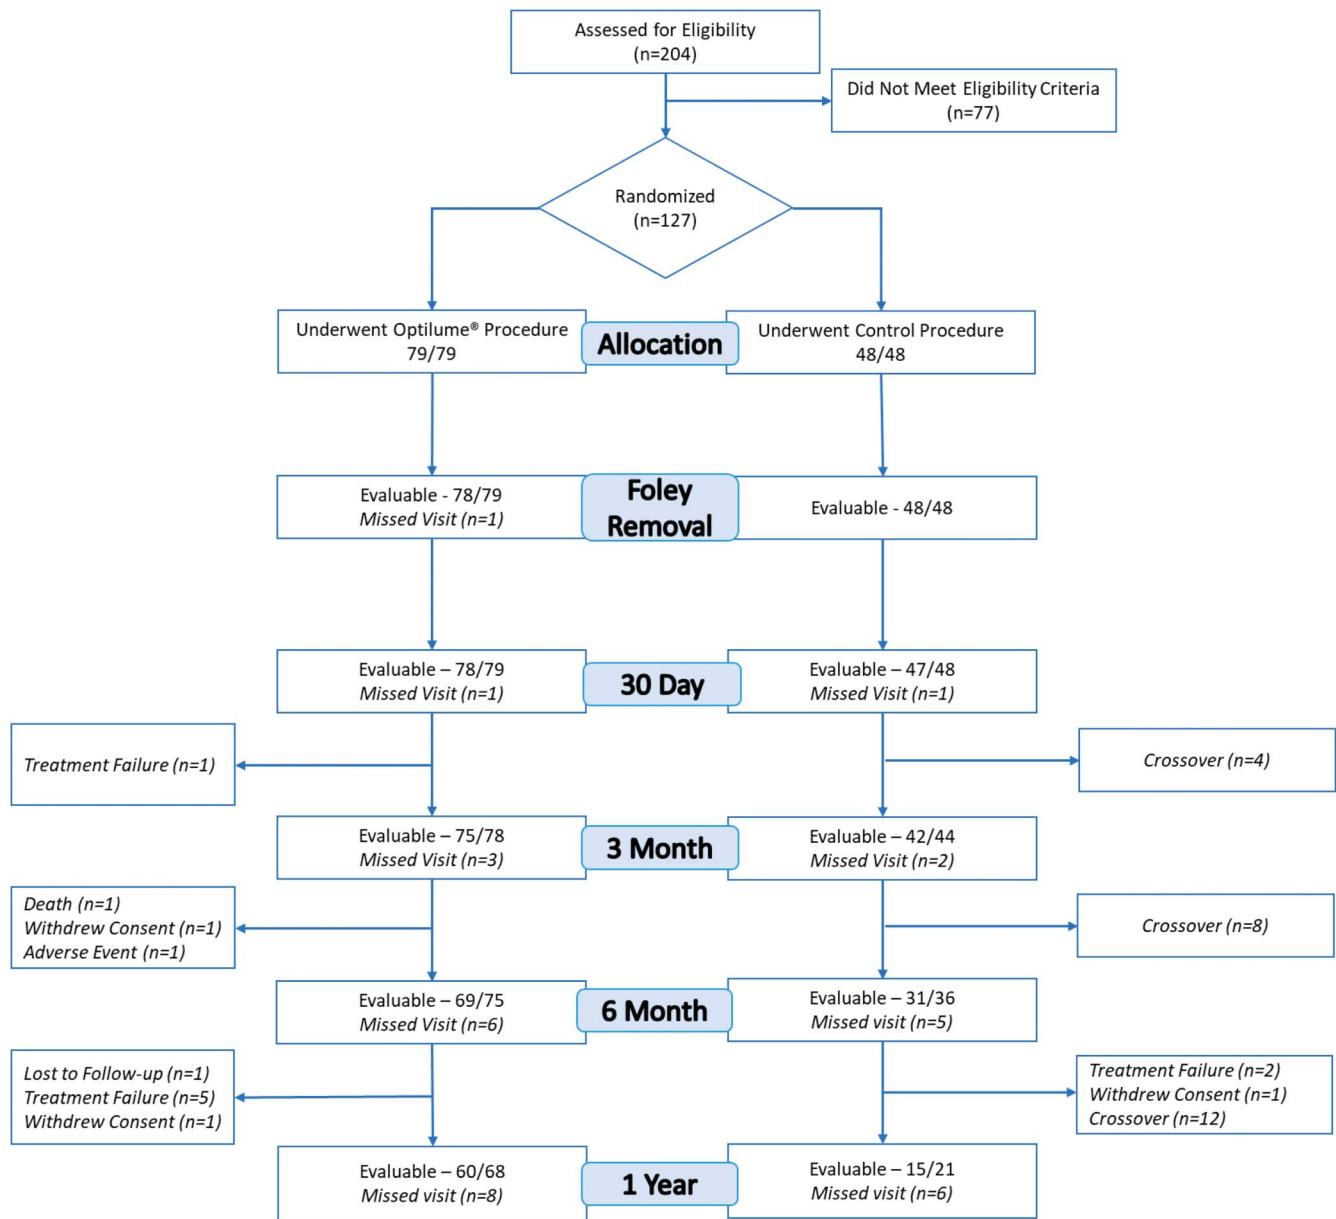 Assessed for Eligibility
(n=204)
Did Not Meet Eligibility Criteria
(n=77)
Randomized
(n=127)
Underwent Optilume® Procedure
79/79
Allocation
Underwent Control Procedure
48/48
Evaluable - 78/79
Missed Visit (n=1)
Foley
Removal
Evaluable - 48/48
Evaluable – 78/79
Missed Visit (n=1)
30 Day
Evaluable – 47/48
Missed Visit (n=1)
Treatment Failure (n=1)
Crossover (n=4)
Evaluable – 75/78
Missed Visit (n=3)
3 Month
Evaluable – 42/44
Missed Visit (n=2)
Death (n=1)
Withdrew Consent (n=1)
Adverse Event (n=1)
Crossover (n=8)
Evaluable – 69/75
Missed Visit (n=6)
6 Month
Evaluable – 31/36
Missed visit (n=5)
Lost to Follow-up (n=1)
Treatment Failure (n=5)
Withdrew Consent (n=1)
Treatment Failure (n=2)
Withdrew Consent (n=1)
Crossover (n=12)
Evaluable – 60/68
Missed visit (n=8)
1 Year
Evaluable – 15/21
Missed visit (n=6)